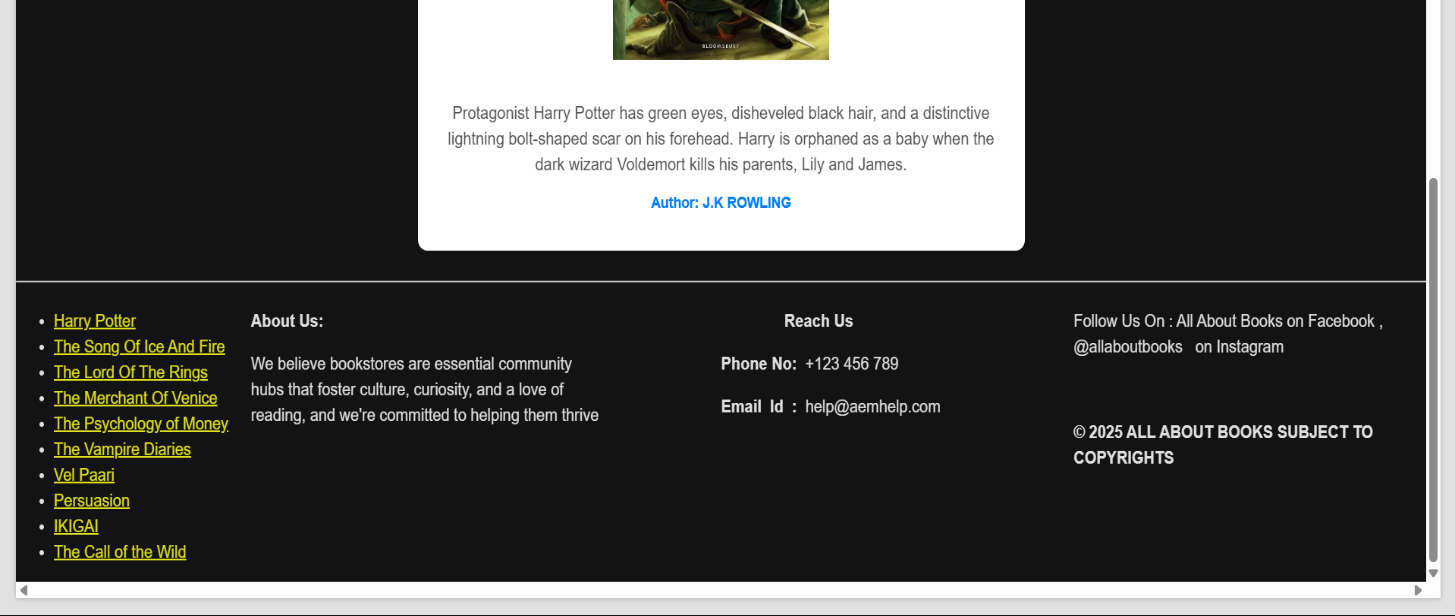 BLOOMSBURY
Protagonist Harry Potter has green eyes, disheveled black hair, and a distinctive
lightning bolt-shaped scar on his forehead. Harry is orphaned as a baby when the
dark wizard Voldemort kills his parents, Lily and James.
Author: J.K ROWLING
Harry Potter
The Song Of Ice And Fire
The Lord Of The Rings
The Merchant Of Venice
The Psychology of Money
The Vampire Diaries
Vel Paari
Persuasion
IKIGAI
The Call of the Wild
About Us:
We believe bookstores are essential community
hubs that foster culture, curiosity, and a love of
reading, and we're committed to helping them thrive
Reach Us
Phone No: +123 456 789
Email Id : help@aemhelp.com
Follow Us On : All About Books on Facebook ,
@allaboutbooks on Instagram
© 2025 ALL ABOUT BOOKS SUBJECT TO
COPYRIGHTS